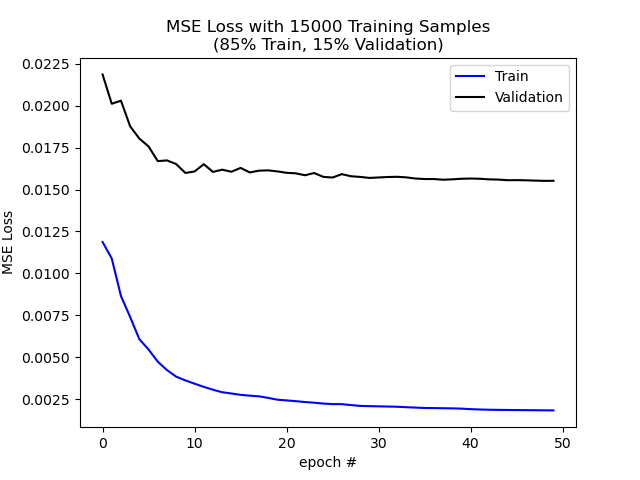 MSE Loss with 15000 Training Samples
(85% Train, 15% Validation)
0.0225
0.0200
0.0175
0.0150
0.0125
0.0100
0.0075
0.0050
0.0025
MSE Loss
Train
Validation
0 10 20 30 40 50
epoch #